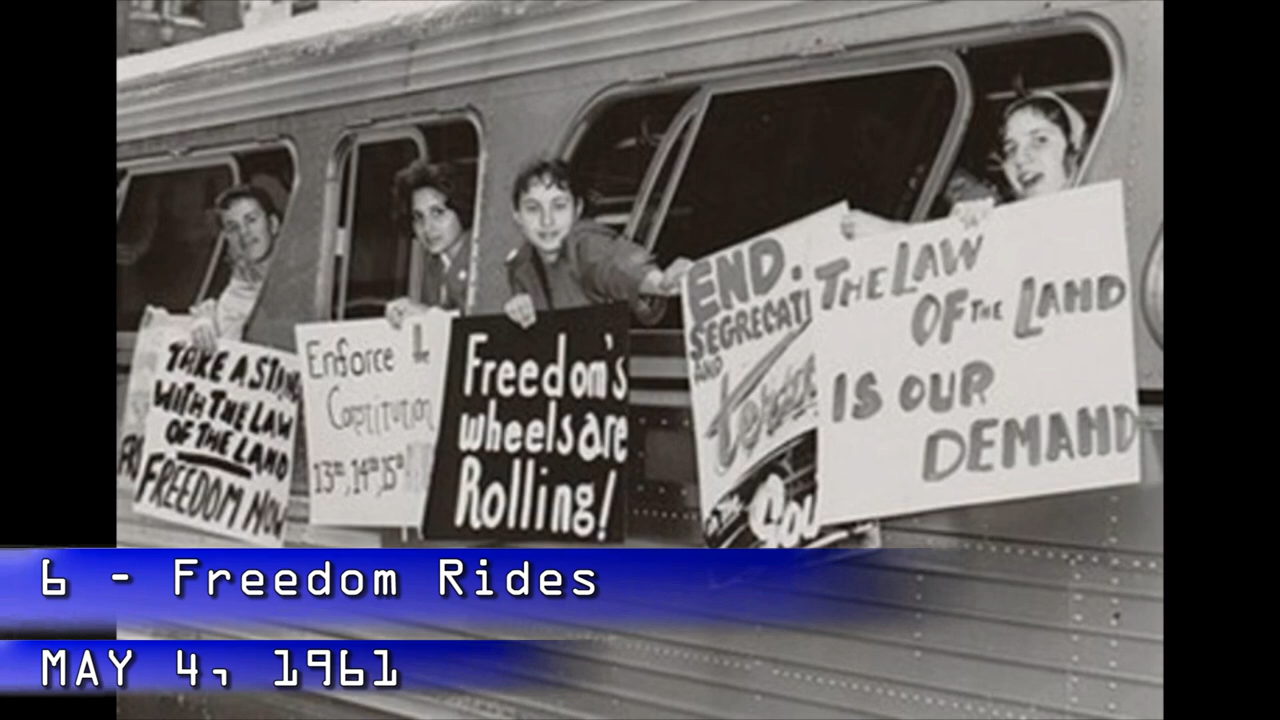 TAKE A STAND
WITH THE LAW
OF THE LAND
FREEDOM NOW
Enforce the
Constitution
13th, 14th, 15th
Freedom's
wheels are
Rolling!
END
SEGREGATI
AND
THE LAW
OF THE LAND
IS OUR
DEMAND
6 - Freedom Rides
MAY 4, 1961